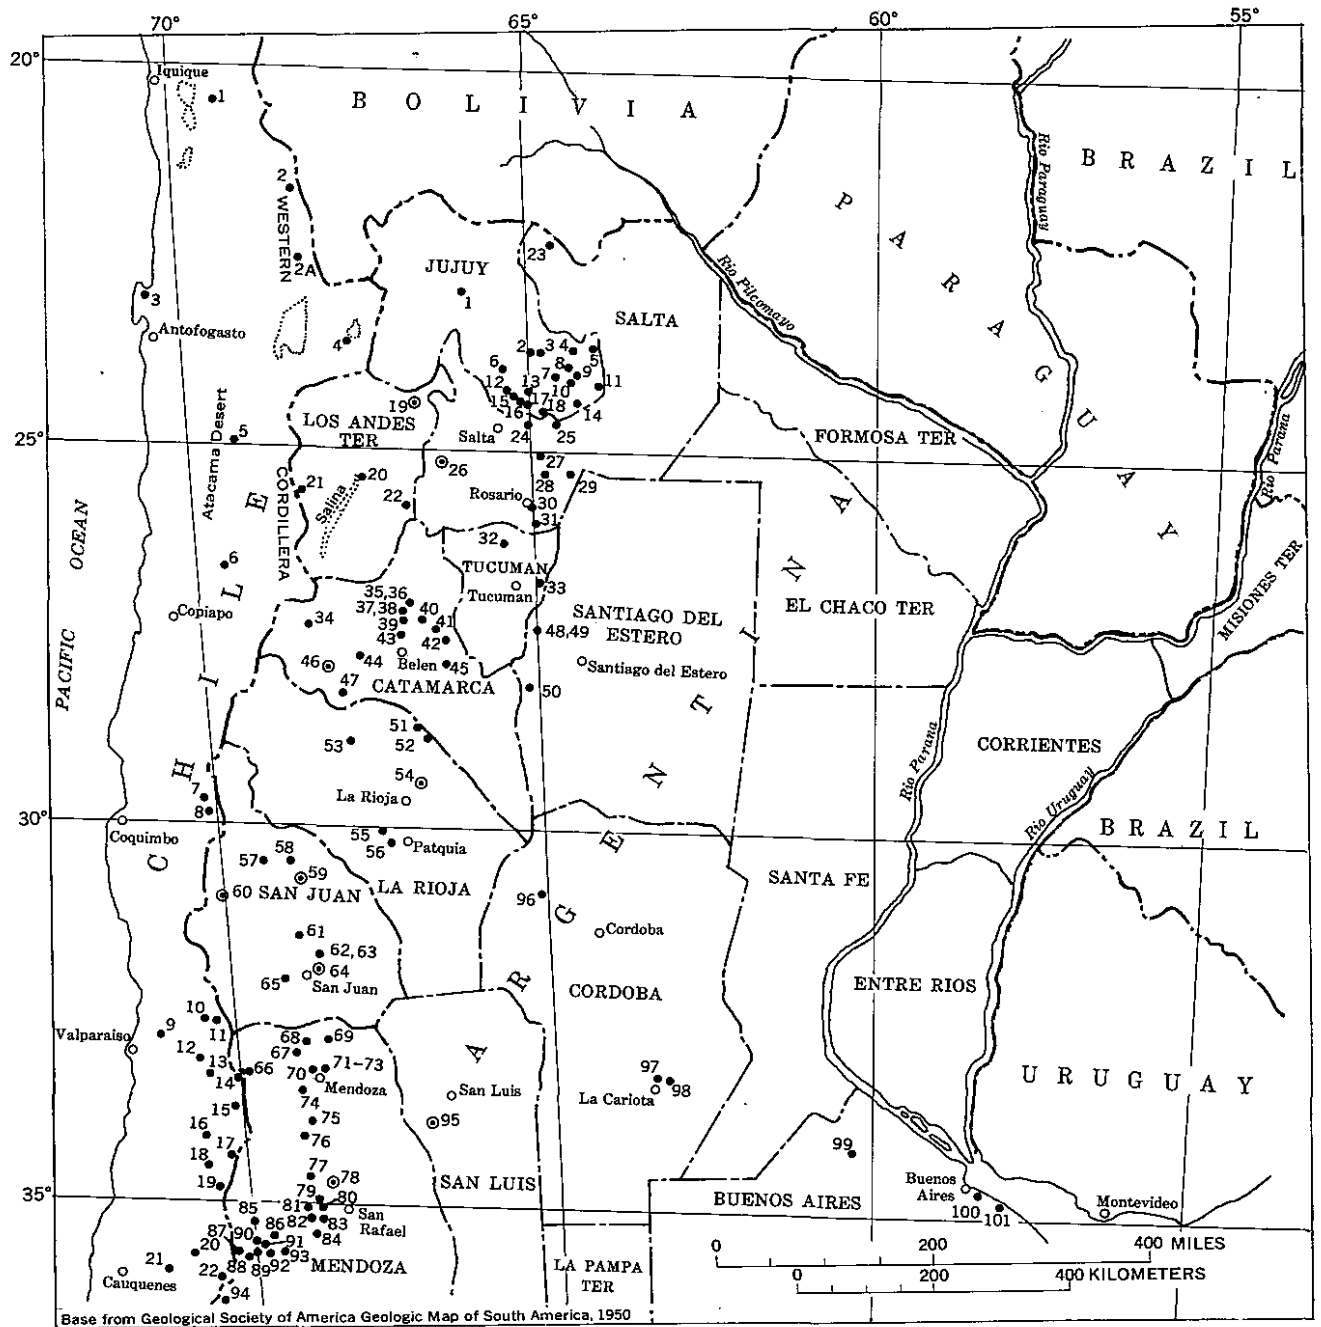 70°
65°
60°
55°
20°
Iquique
1
BOLIVIA
BRAZIL
Rio Paraguay
2
WESTERN
2A
PARAGUAY
23
JUJUY
1
Rio Pilcomayo
3
SALTA
Antofogasto
4
2
3
4
5
6
8
9
7
10
11
12
13
15
17
16
18
14
19
LOS ANDES
TER
Salta
24
25
FORMOSA TER
25°
5
Atacama Desert
26
27
28
29
Rio Parana
CORDILLERA
21
20
Salina
22
Rosario
30
31
PACIFIC OCEAN
6
32
TUCUMAN
Tucuman
33
EL CHACO TER
MISIONES TER
CHILE
Copiapo
34
35,36
37,38
40
39
41
43
42
SANTIAGO DEL
ESTERO
48,49
46
44
Belen
45
Santiago del Estero
47
CATAMARCA
50
ARGENTINA
51
53
52
CORRIENTES
54
La Rioja
Rio Parana
Rio Uruguay
7
8
30°
Coquimbo
55
56
Patquia
BRAZIL
57
58
59
60
SAN JUAN
LA RIOJA
SANTA FE
96
61
Cordoba
62,63
64
65
San Juan
CORDOBA
ENTRE RIOS
10
9
11
Valparaiso
68
69
12
67
13
66
71–73
14
70
Mendoza
San Luis
97
98
La Cariota
URUGUAY
74
15
75
95
16
76
17
99
18
77
78
19
79
80
SAN LUIS
35°
BUENOS AIRES
Buenos
Aires
100
101
Montevideo
85
81
San
Rafael
82
83
87
90
86
84
20
91
93
21
88
89
92
MENDOZA
22
94
Cauquenes
LA PAMPA
TER
0 200 400 MILES
0 200 400 KILOMETERS
Base from Geological Society of America Geologic Map of South America, 1950